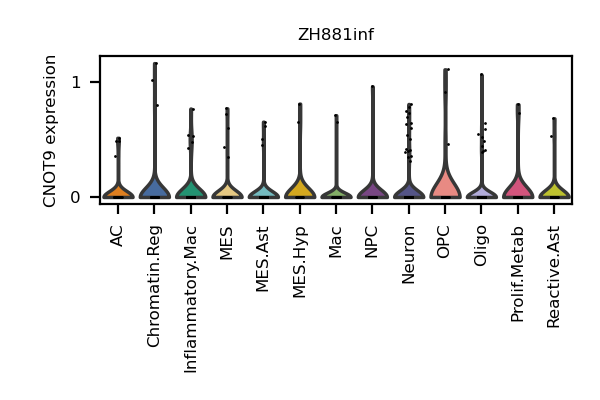 ZH881inf
CNOT9 expression
1
0
AC
Chromatin.Reg
Inflammatory.Mac
MES
MES.Ast
MES.Hyp
Mac
NPC
Neuron
OPC
Oligo
Prolif.Metab
Reactive.Ast